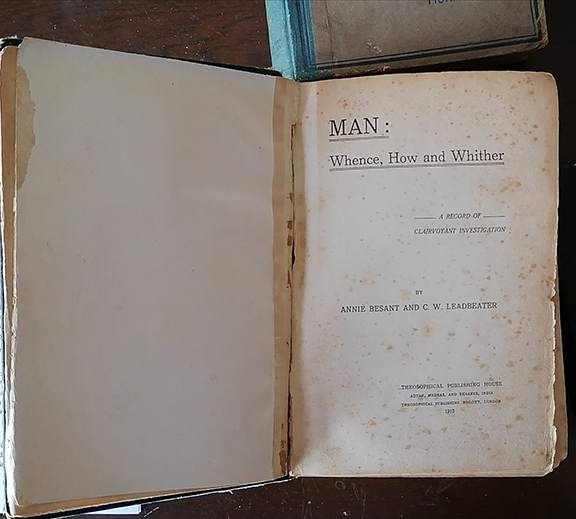 MAN:
Whence, How and Whither
A RECORD OF
CLAIRVOYANT INVESTIGATION
BY
ANNIE BESANT AND C. W. LEADBEATER
THEOSOPHICAL PUBLISHING HOUSE
ADYAR, MADRAS, AND BENARES, INDIA
THEOSOPHICAL PUBLISHING SOCIETY, LONDON